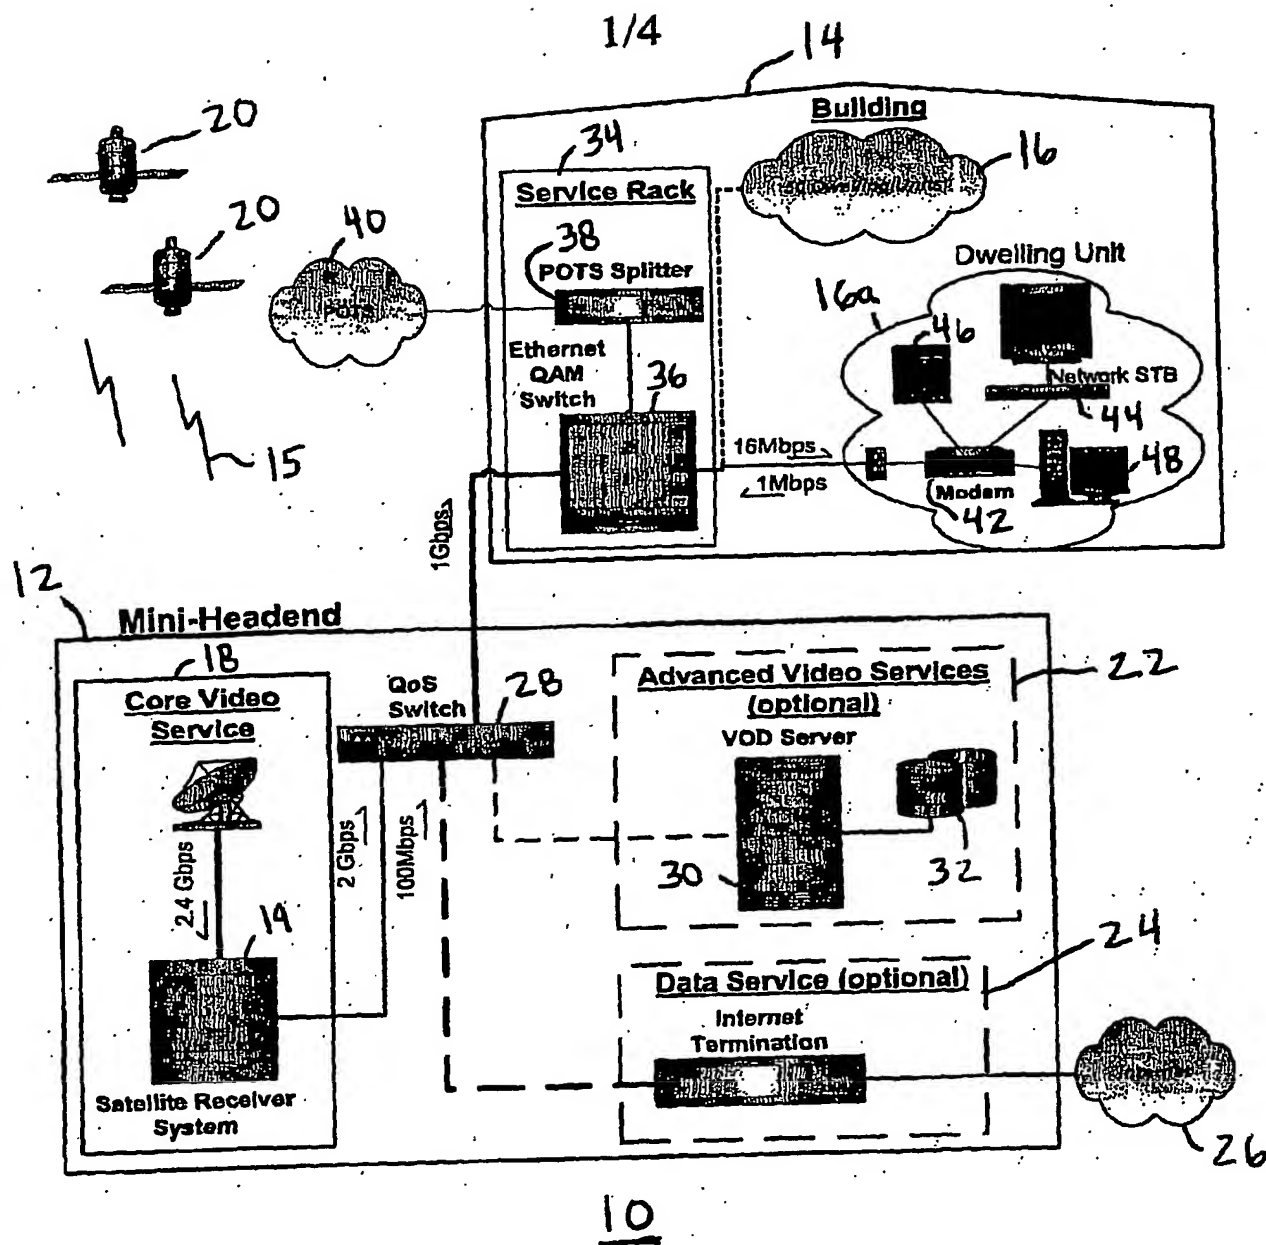 1/4
14
Building
20
34
16
Service Rack
20
40
38
POTS Splitter
Dwelling Unit
16a
POTS
46
Ethernet
QAM
Switch
36
Network STB
44
15
16Mbps
1Mbps
48
Modem
42
1Gbps
12
Mini-Headend
18
Core Video
Service
QoS
Switch
28
Advanced Video Services
(optional)
22
VOD Server
2.4 Gbps
2 Gbps
100Mbps
30
32
19
24
Data Service (optional)
Internet
Termination
Satellite Receiver
System
26
10